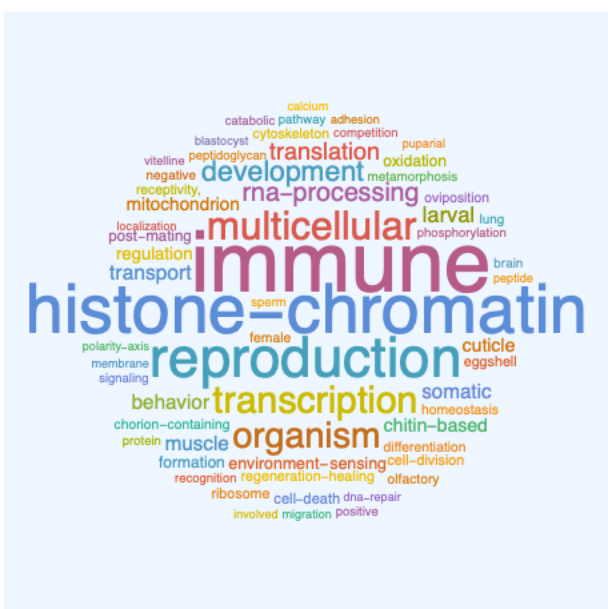 calcium
catabolic pathway adhesion
blastocyst cytoskeleton competition puparial
vitelline peptidoglycan translation oxidation
negative development metamorphosis
receptivity, rna-processing oviposition
mitochondrion multicellular larval lung
localization phosphorylation
post-mating
regulation immune brain
transport peptide
histone-chromatin
sperm
female
polarity-axis reproduction cuticle
membrane eggshell
signaling
behavior transcription somatic
homeostasis
chorion-containing organism chitin-based
protein muscle differentiation
formation environment-sensing cell-division
recognition regeneration-healing olfactory
ribosome cell-death dna-repair
involved migration positive